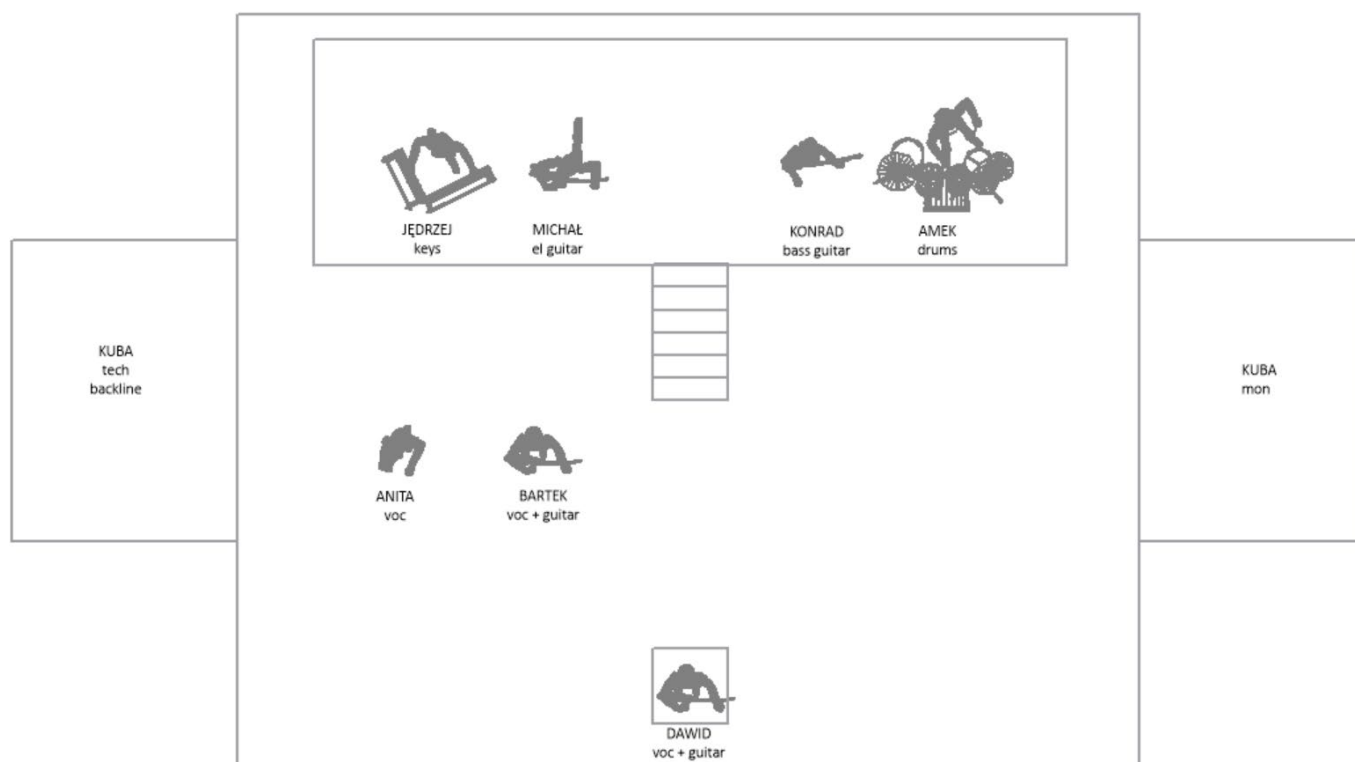 JĘDRZEJ
keys
MICHAŁ
el guitar
KONRAD
bass guitar
AMEK
drums
KUBA
tech
backline
KUBA
mon
ANITA
voc
BARTEK
voc + guitar
DAWID
voc + guitar